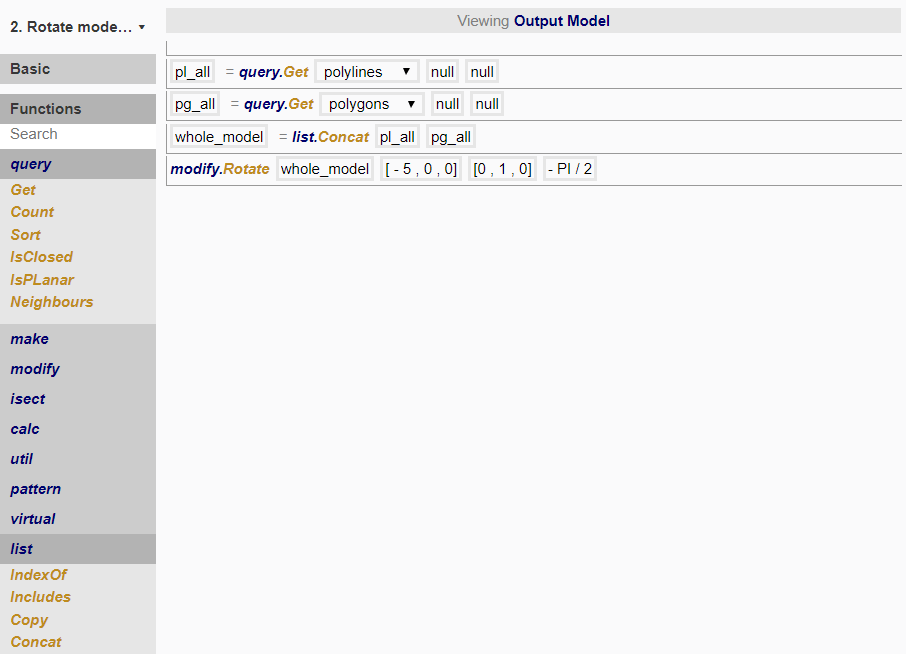 2. Rotate mode... ▾
Viewing Output Model
Basic
Functions
Search
query
Get
Count
Sort
IsClosed
IsPLanar
Neighbours
make
modify
isect
calc
util
pattern
virtual
list
IndexOf
Includes
Copy
Concat
pl_all = query.Get polylines ▼ null null
pg_all = query.Get polygons ▼ null null
whole_model = list.Concat pl_all pg_all
modify.Rotate whole_model [ - 5 , 0 , 0] [0 , 1 , 0] - PI / 2